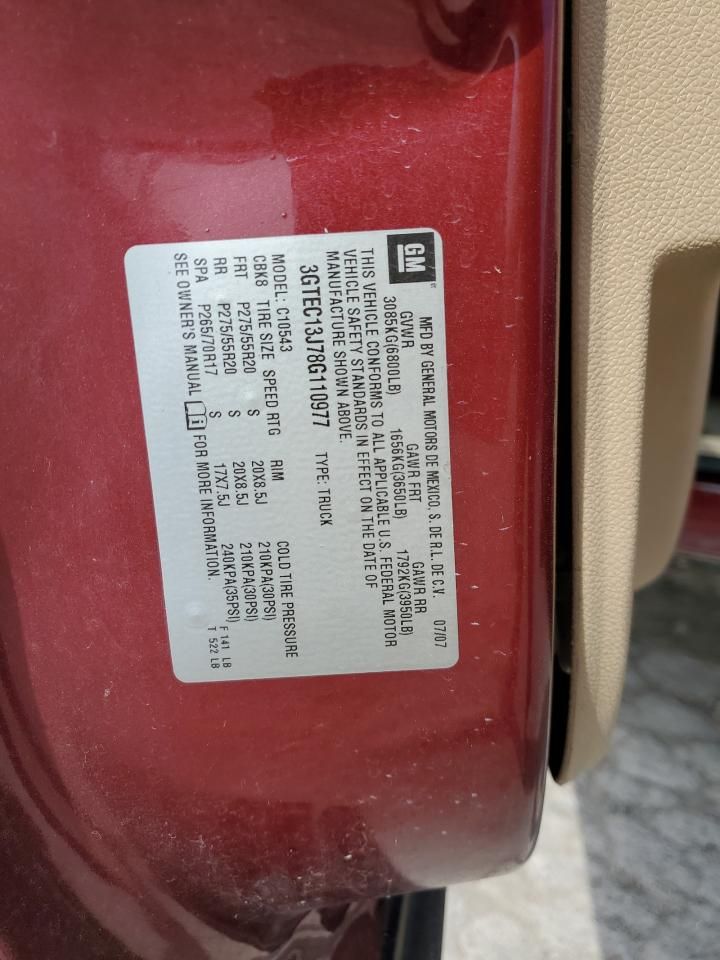 GM
MFD BY GENERAL MOTORS DE MEXICO, S. DE R.L. DE C.V. 07/07
GVWR GAWR FRT GAWR RR
3085KG(6800LB) 1656KG(3650LB) 1792KG(3950LB)
THIS VEHICLE CONFORMS TO ALL APPLICABLE U.S. FEDERAL MOTOR
VEHICLE SAFETY STANDARDS IN EFFECT ON THE DATE OF
MANUFACTURE SHOWN ABOVE.
3GTEC13J78G110977 TYPE: TRUCK
MODEL: C10543
CBK8 TIRE SIZE SPEED RTG RIM COLD TIRE PRESSURE
FRT P275/55R20 S 20X8.5J 210KPA(30PSI)
RR P275/55R20 S 20X8.5J 210KPA(30PSI)
SPA P265/70R17 S 17X7.5J 240KPA(35PSI) F 141 LB
SEE OWNER'S MANUAL i FOR MORE INFORMATION. T 522 LB